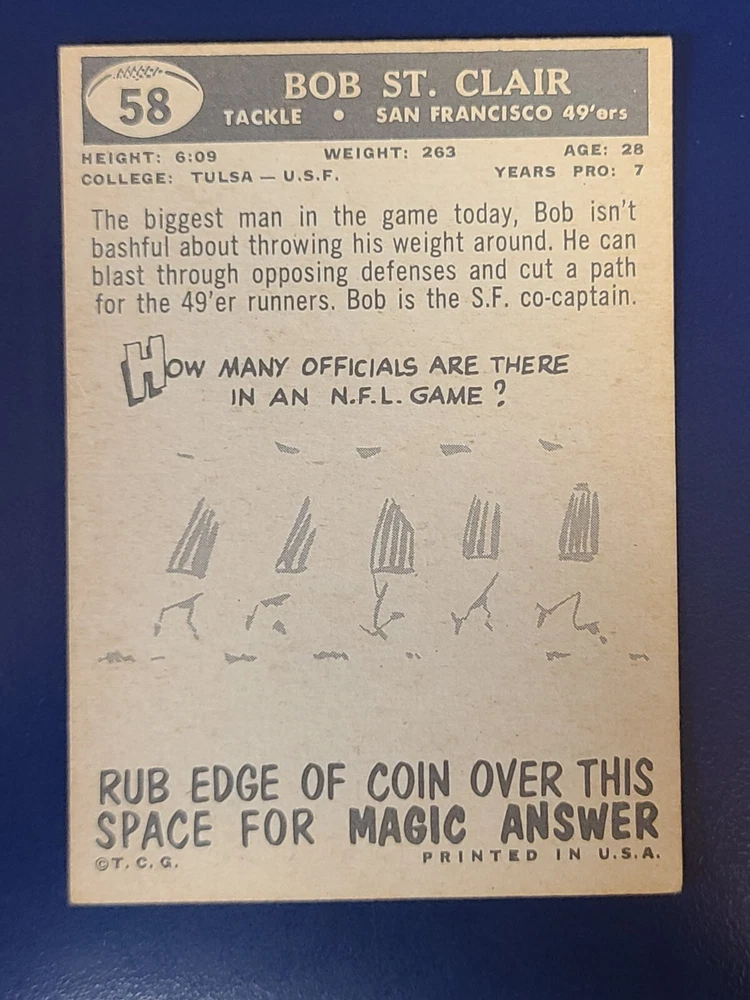 58
BOB ST. CLAIR
TACKLE • SAN FRANCISCO 49'ers
HEIGHT: 6:09 WEIGHT: 263 AGE: 28
COLLEGE: TULSA — U.S.F. YEARS PRO: 7
The biggest man in the game today, Bob isn't
bashful about throwing his weight around. He can
blast through opposing defenses and cut a path
for the 49'er runners. Bob is the S.F. co-captain.
HOW MANY OFFICIALS ARE THERE
IN AN N.F.L. GAME?
RUB EDGE OF COIN OVER THIS
SPACE FOR MAGIC ANSWER
©T.C.G. PRINTED IN U.S.A.